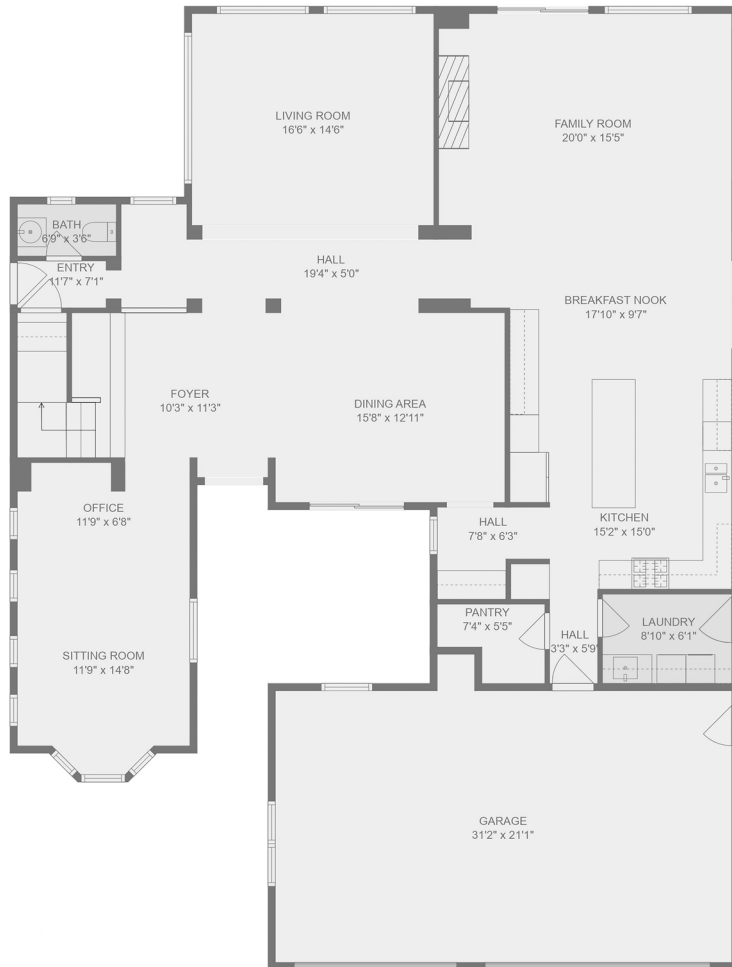 LIVING ROOM
16'6" x 14'6"
FAMILY ROOM
20'0" x 15'5"
BATH
6'9" x 3'6"
ENTRY
11'7" x 7'1"
HALL
19'4" x 5'0"
BREAKFAST NOOK
17'10" x 9'7"
FOYER
10'3" x 11'3"
DINING AREA
15'8" x 12'11"
OFFICE
11'9" x 6'8"
HALL
7'8" x 6'3"
KITCHEN
15'2" x 15'0"
PANTRY
7'4" x 5'5"
HALL
3'3" x 5'9"
LAUNDRY
8'10" x 6'1"
SITTING ROOM
11'9" x 14'8"
GARAGE
31'2" x 21'1"